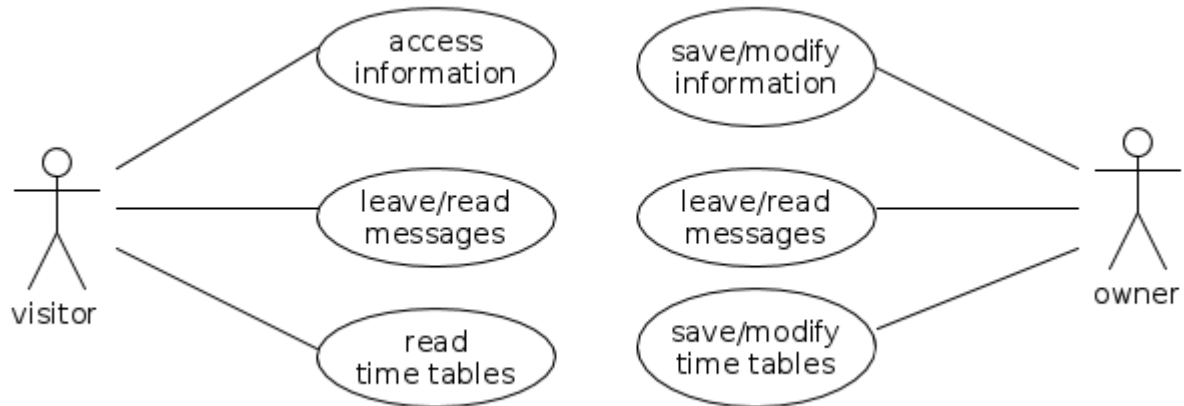 access
information
save/modify
information
leave/read
messages
leave/read
messages
visitor
owner
read
time tables
save/modify
time tables